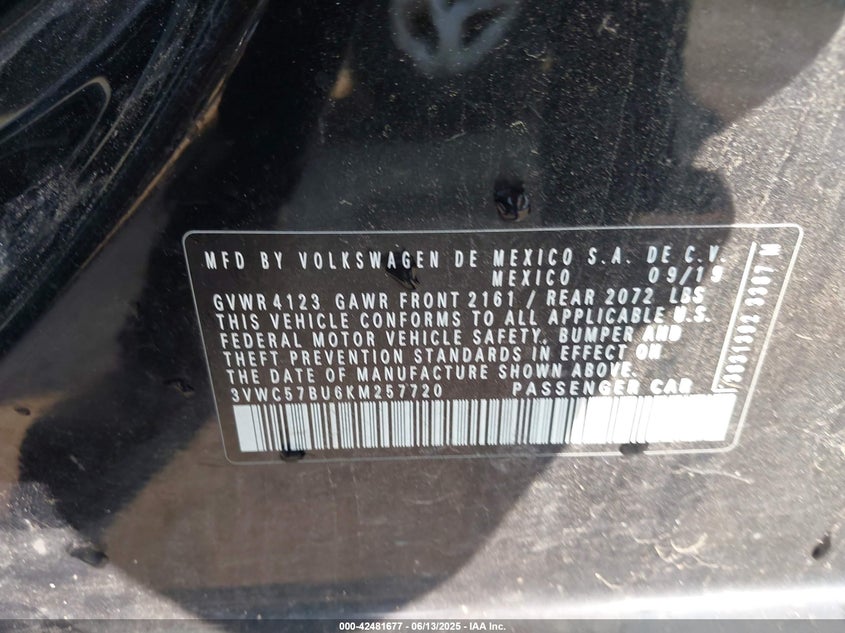 MFD BY VOLKSWAGEN DE MEXICO S.A. DE C.V.
MEXICO 09/19
GVWR 4123 GAWR FRONT 2161 / REAR 2072 LBS
THIS VEHICLE CONFORMS TO ALL APPLICABLE U.S.
FEDERAL MOTOR VEHICLE SAFETY, BUMPER AND
THEFT PREVENTION STANDARDS IN EFFECT ON
THE DATE OF MANUFACTURE SHOWN ABOVE.
3VWC57BU6KM257720 PASSENGER CAR
000-42481677 - 06/13/2025 - IAA Inc.